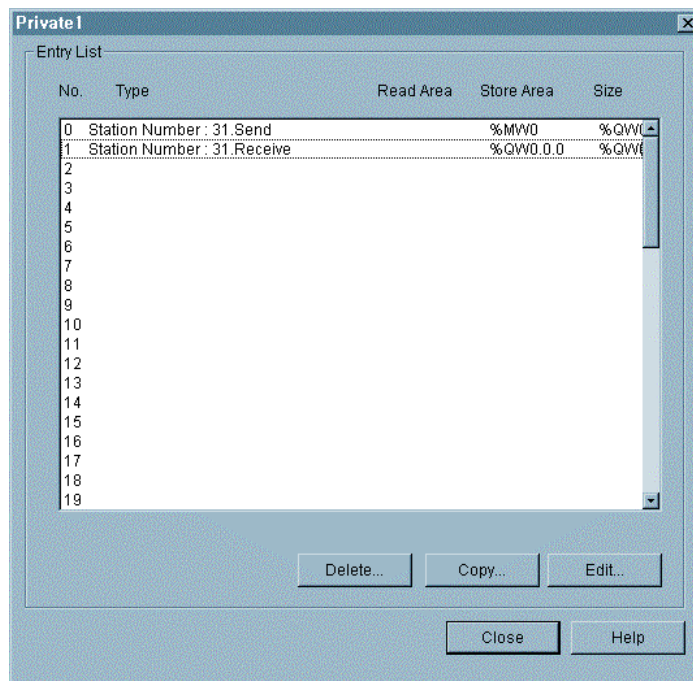 Private1
Entry List
No. Type Read Area Store Area Size
0 Station Number : 31.Send %MW0 %QW
1 Station Number : 31.Receive %QW0.0.0 %QW
2
3
4
5
6
7
8
9
10
11
12
13
14
15
16
17
18
19
Delete... Copy... Edit...
Close Help